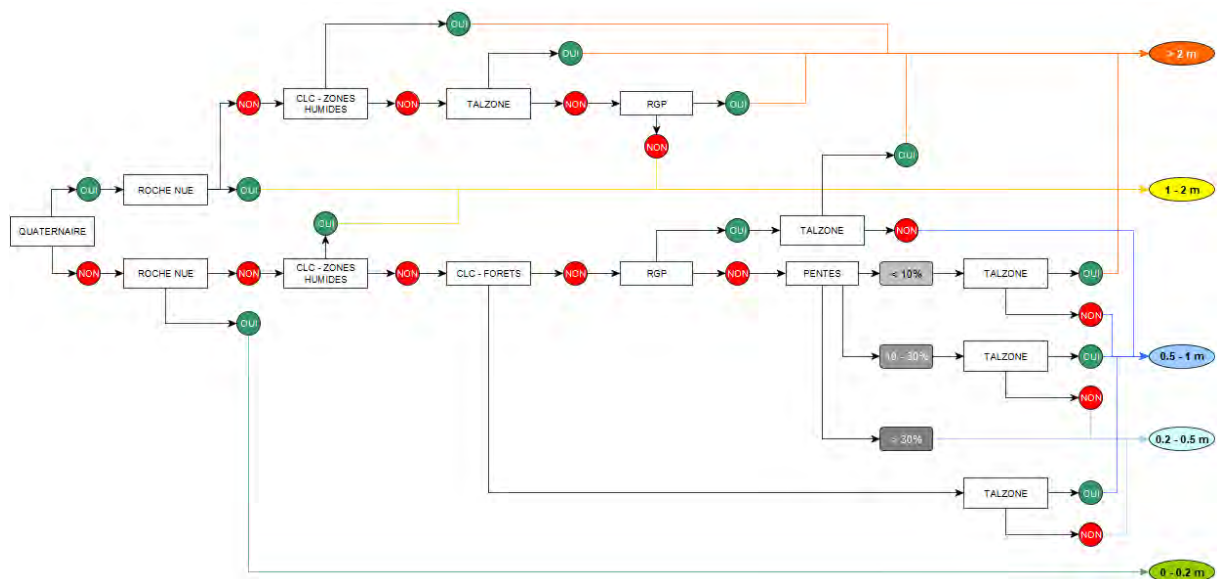 OUI
OUI
> 2 m
NON
CLC - ZONES
HUMIDES
NON
TALZONE
NON
RGP
OUI
NON
OUI
OUI
ROCHE NUE
OUI
1 - 2 m
QUATERNAIRE
OUI
OUI
TALZONE
NON
NON
ROCHE NUE
NON
CLC - ZONES
HUMIDES
NON
CLC - FORETS
NON
RGP
NON
PENTES
< 10%
TALZONE
OUI
OUI
NON
TALZONE
OUI
0.5 - 1 m
NON
30%
0.2 - 0.5 m
TALZONE
OUI
NON
0 - 0.2 m